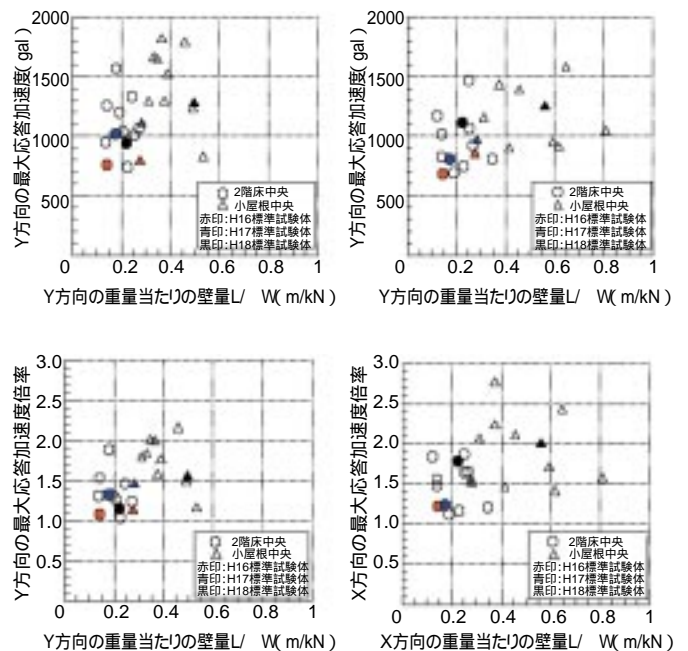 Y方向の最大応答加速度(gal)
2000
1500
1000
500
0
0.2
0.4
0.6
0.8
1
2階床中央
小屋根中央
赤印:H16標準試験体
青印:H17標準試験体
黒印:H18標準試験体
Y方向の重量当たりの壁量L/ W(m/kN)
Y方向の最大応答加速度(gal)
2000
1500
1000
500
0
0.2
0.4
0.6
0.8
1
2階床中央
小屋根中央
赤印:H16標準試験体
青印:H17標準試験体
黒印:H18標準試験体
Y方向の重量当たりの壁量L/ W(m/kN)
Y方向の最大応答加速度倍率
3.0
2.0
1.5
1.0
0.5
0
0.2
0.4
0.6
0.8
1
2階床中央
小屋根中央
赤印:H16標準試験体
青印:H17標準試験体
黒印:H18標準試験体
Y方向の重量当たりの壁量L/ W(m/kN)
X方向の最大応答加速度倍率
3.0
2.0
1.5
1.0
0.5
0
0.2
0.4
0.6
0.8
1
2階床中央
小屋根中央
赤印:H16標準試験体
青印:H17標準試験体
黒印:H18標準試験体
X方向の重量当たりの壁量L/ W(m/kN)